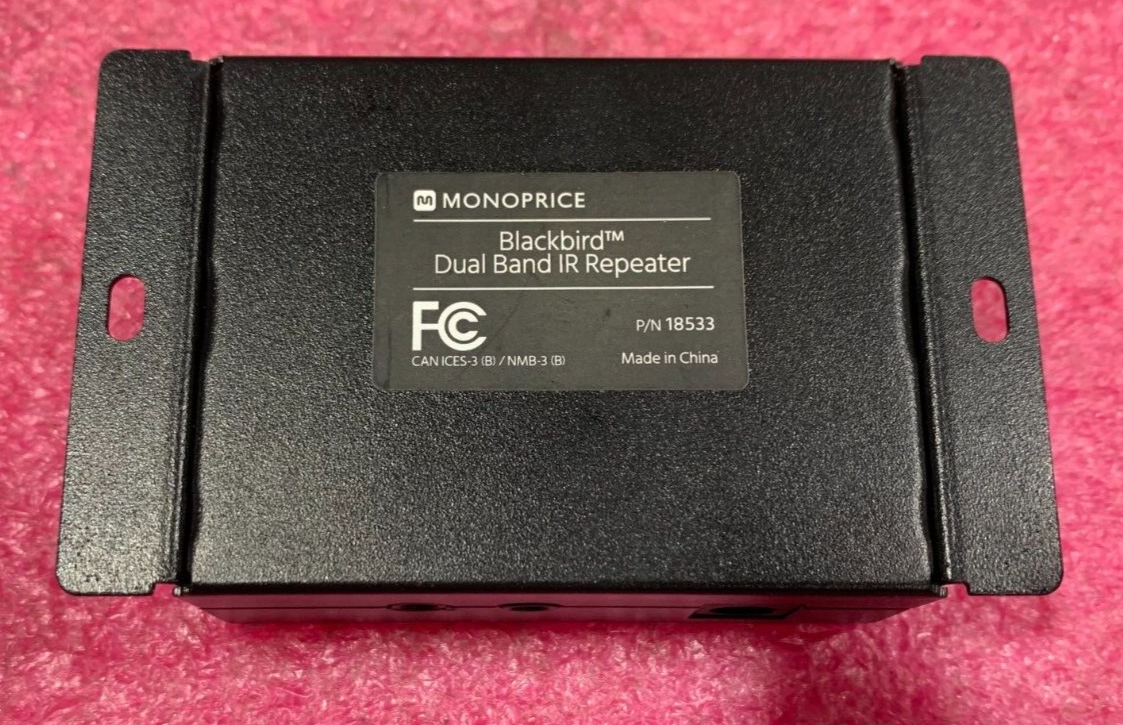 MONOPRICE
Blackbird™
Dual Band IR Repeater
FC
P/N 18533
CAN ICES-3 (B) / NMB-3 (B)
Made in China